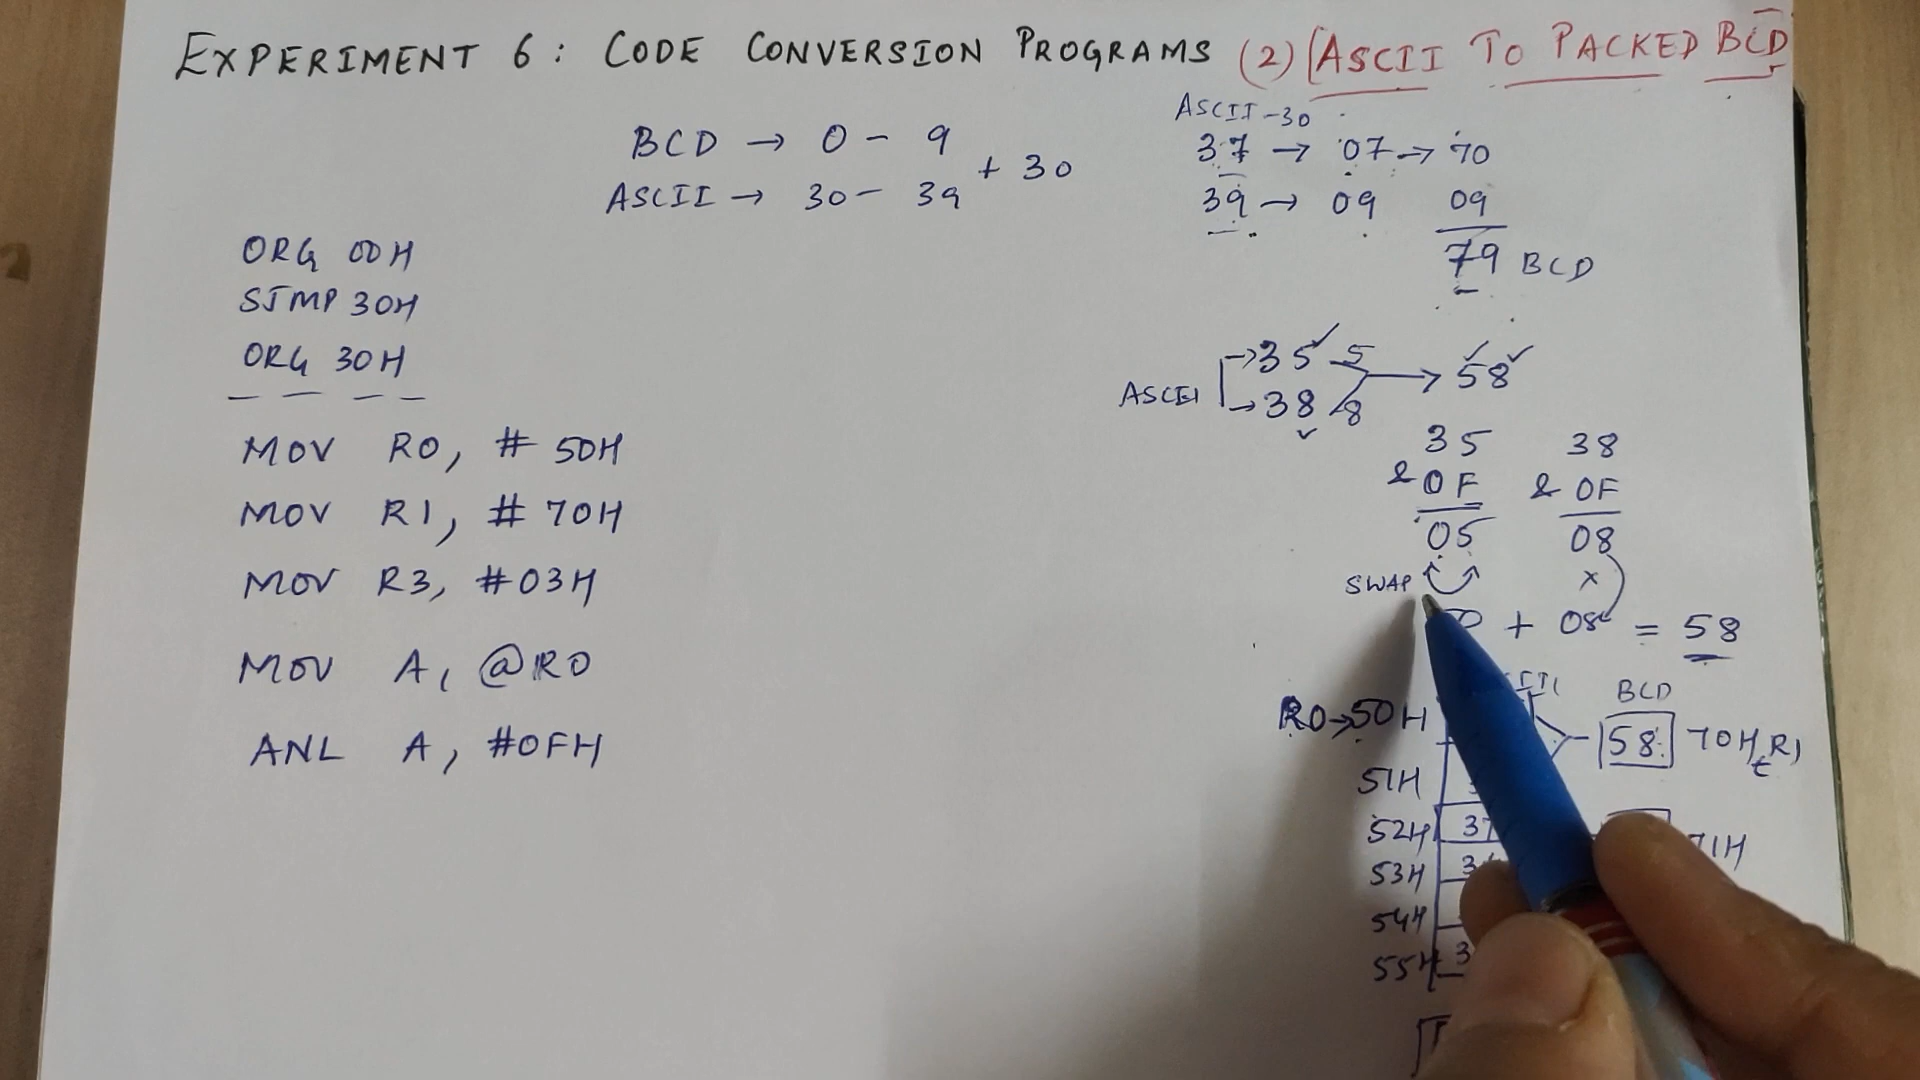 EXPERIMENT 6: CODE CONVERSION PROGRAMS (2) ASCII TO PACKED BCD
BCD → 0 - 9
ASCII → 30 - 39
+ 30
ORG 00H
SJMP 30H
ORG 30H
MOV R0, # 50H
MOV R1, # 70H
MOV R3, #03H
MOV A, @R0
ANL A, #0FH
ASCII - 30
37 → 07 → 70
39 → 09 09
79 BCD
ASCII → 35 5 → 58
→ 38 8
35 38
& 0F & 0F
05 08
SWAP x
+ 08 = 58
BCD
R0 → 50H 58 70H R1
51H
52H 37 71H
53H
54H
55H